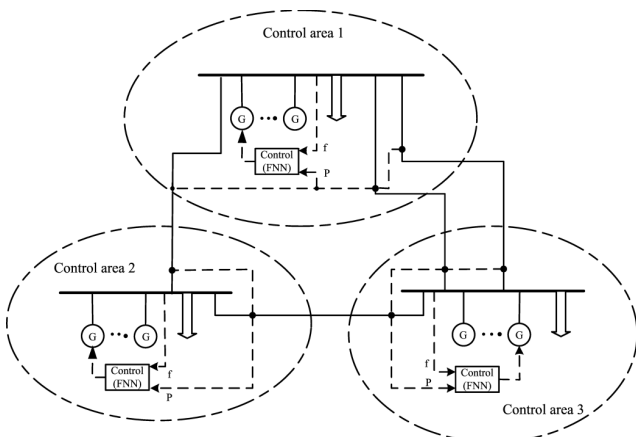 Control area 1
G
G
Control
(FNN)
f
P
Control area 2
G
G
Control
(FNN)
f
P
G
G
f
P
Control
(FNN)
Control area 3